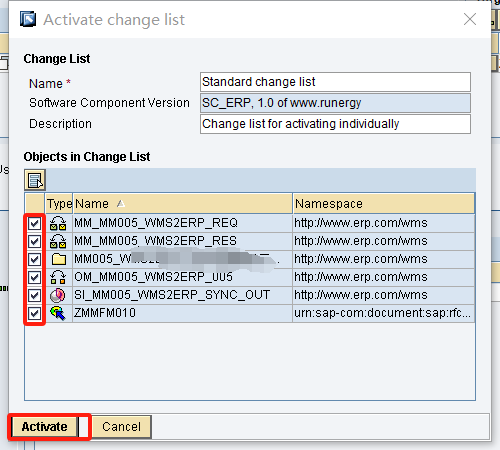 Activate change list
Change List
Name *
Standard change list
Software Component Version
SC_ERP, 1.0 of www.runergy
Description
Change list for activating individually
Objects in Change List
Type Name Namespace
MM_MM005_WMS2ERP_REQ http://www.erp.com/wms
MM_MM005_WMS2ERP_RES http://www.erp.com/wms
http://www.erp.com/wms
OM_MM005_WMS2ERP_005 http://www.erp.com/wms
SI_MM005_WMS2ERP_SYNC_OUT http://www.erp.com/wms
ZMMFM010 urn:sap-com:document:sap:rfc...
Activate Cancel